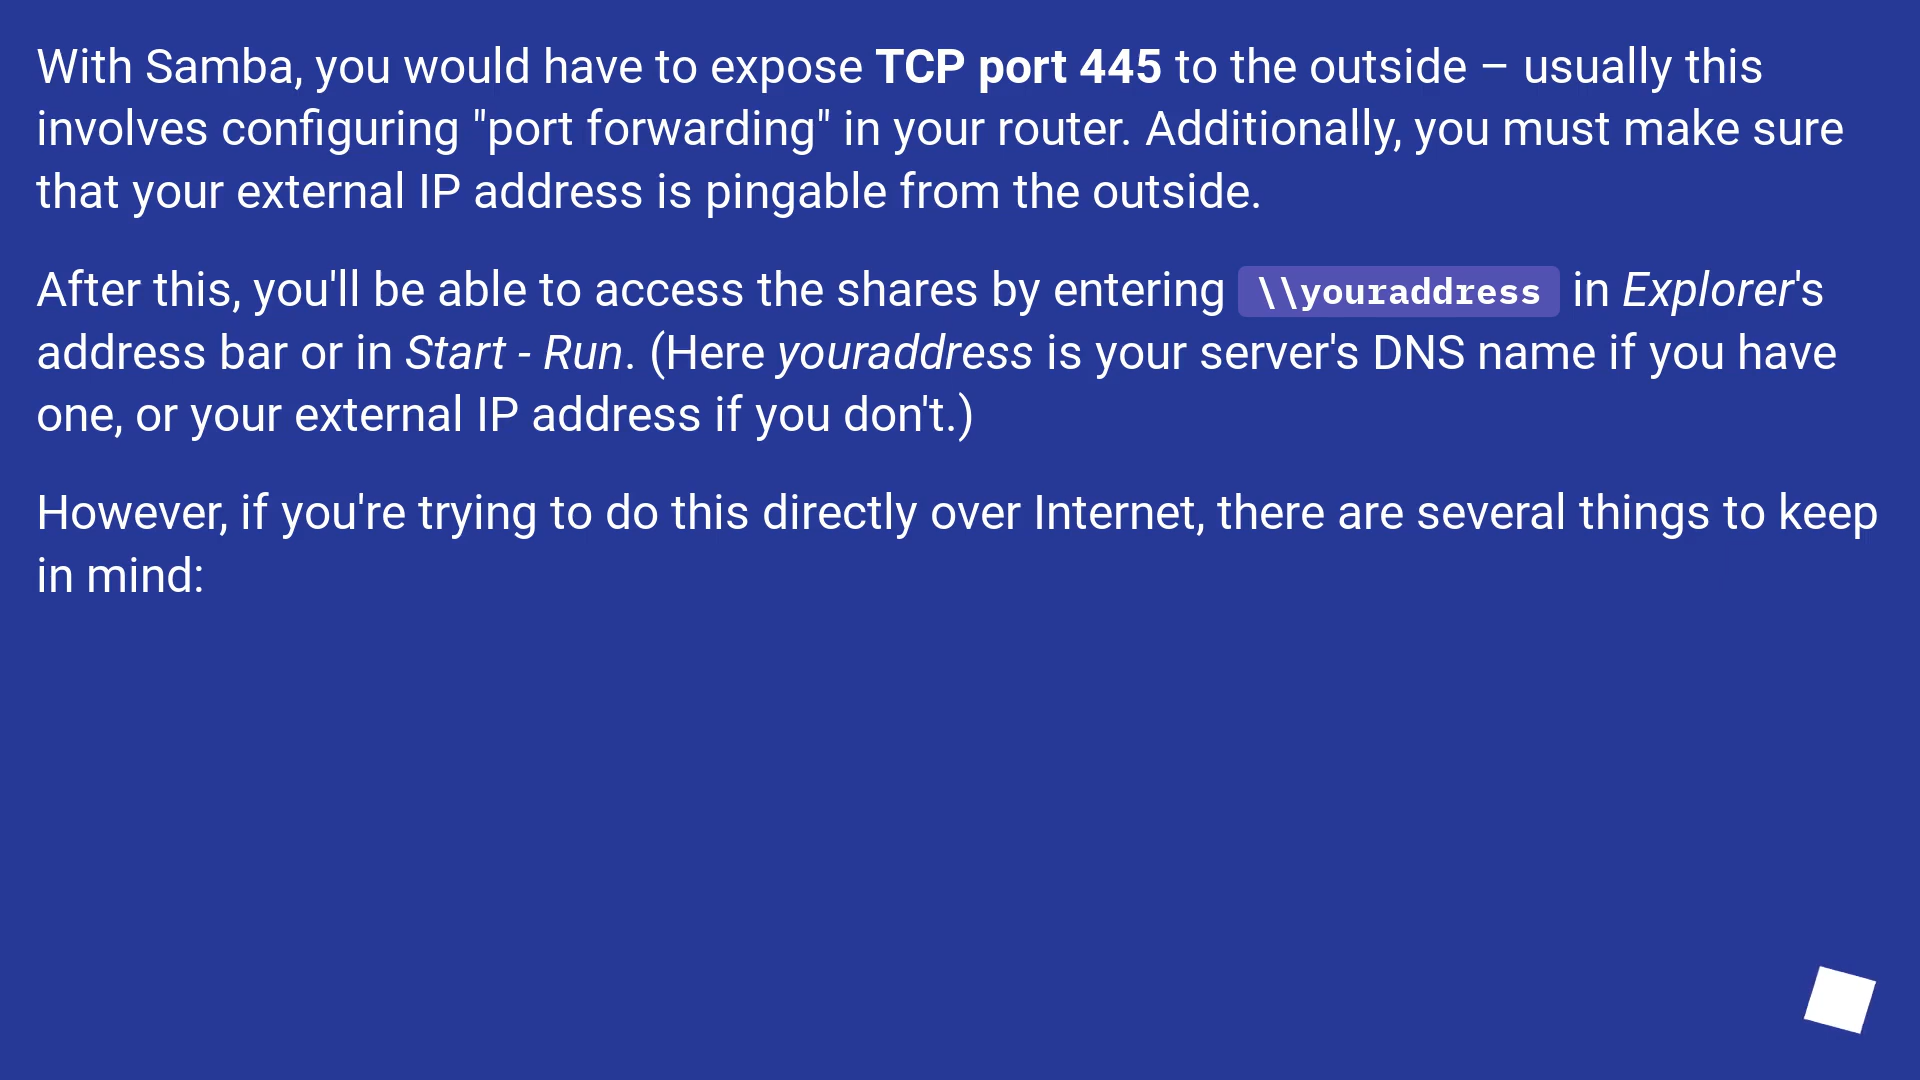 With Samba, you would have to expose TCP port 445 to the outside – usually this
involves configuring "port forwarding" in your router. Additionally, you must make sure
that your external IP address is pingable from the outside.
After this, you'll be able to access the shares by entering \\youraddress in Explorer's
address bar or in Start - Run. (Here youraddress is your server's DNS name if you have
one, or your external IP address if you don't.)
However, if you're trying to do this directly over Internet, there are several things to keep
in mind: